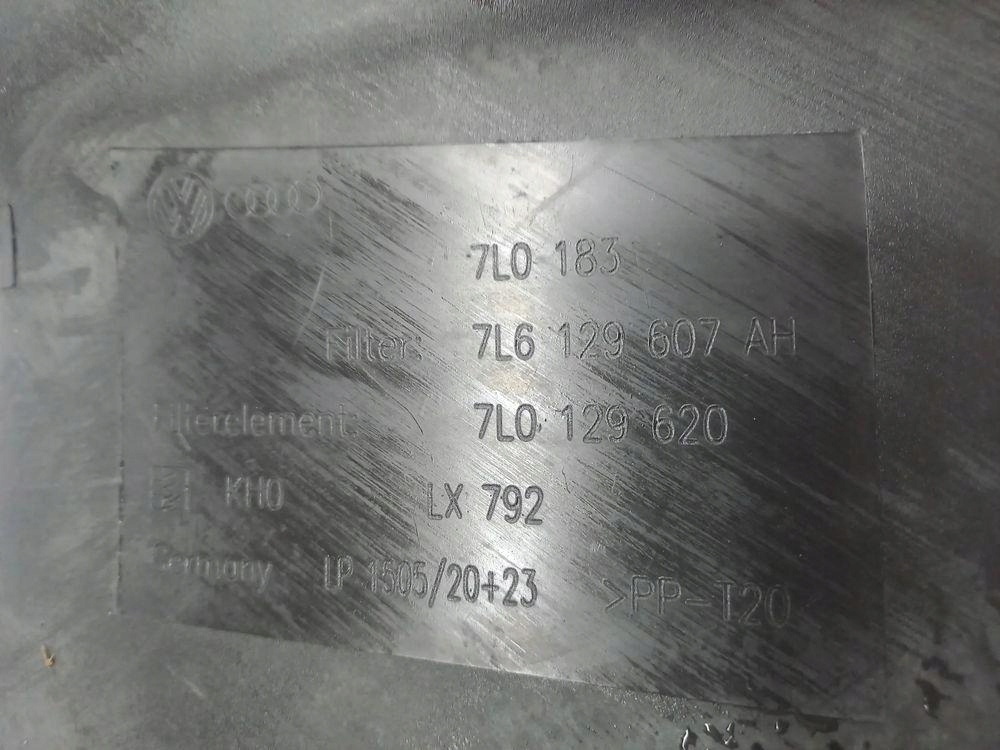 7L0 183
Filter: 7L6 129 607 AH
Filterelement: 7L0 129 620
KHO LX 792
Germany LP 1505/20+23 >PP-T20<